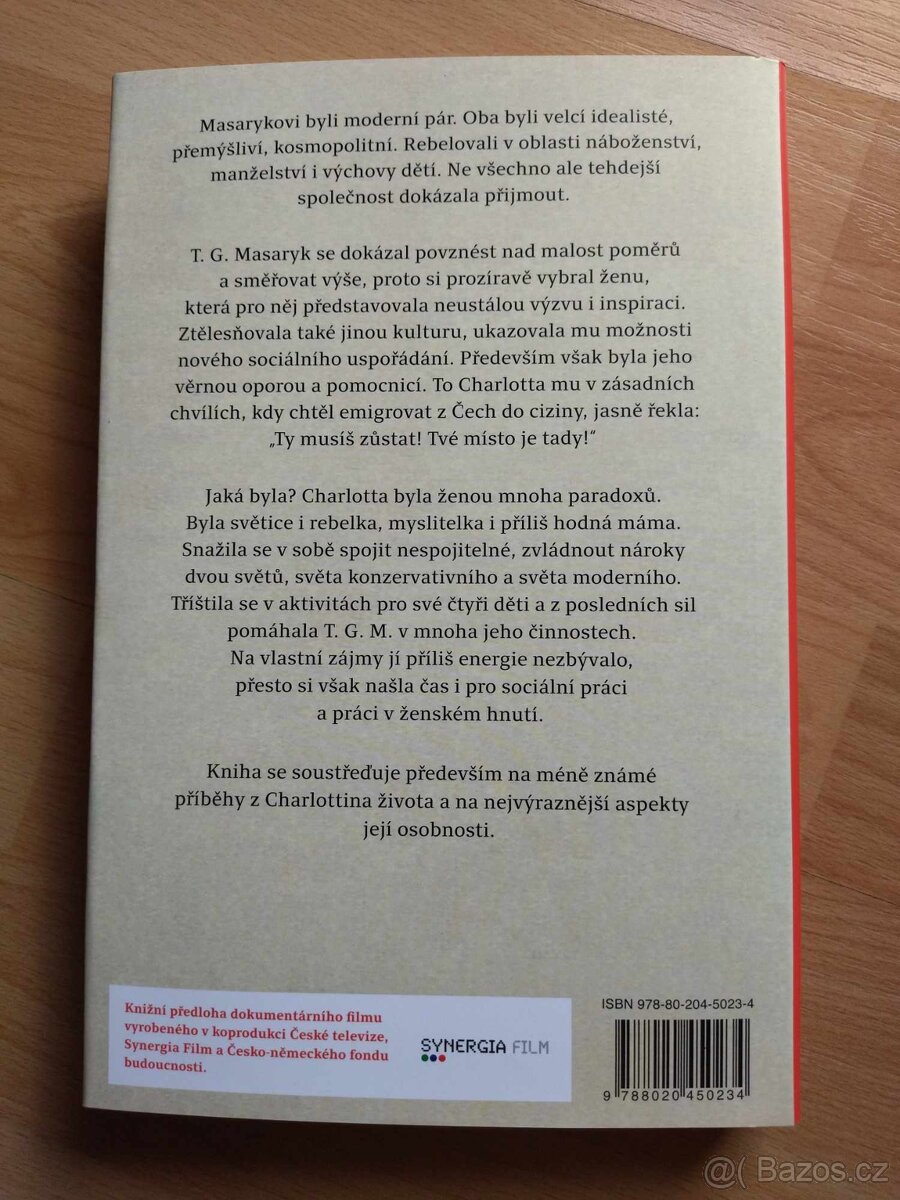 Masarykovi byli moderní pár. Oba byli velcí idealisté,
přemýšliví, kosmopolitní. Rebelovali v oblasti náboženství,
manželství i výchovy dětí. Ne všechno ale tehdejší
společnost dokázala přijmout.
T. G. Masaryk se dokázal povznést nad malost poměrů
a směřovat výše, proto si prozíravě vybral ženu,
která pro něj představovala neustálou výzvu i inspiraci.
Ztělesňovala také jinou kulturu, ukazovala mu možnosti
nového sociálního uspořádání. Především však byla jeho
věrnou oporou a pomocnicí. To Charlotta mu v zásadních
chvílích, kdy chtěl emigrovat z Čech do ciziny, jasně řekla:
„Ty musíš zůstat! Tvé místo je tady!“
Jaká byla? Charlotta byla ženou mnoha paradoxů.
Byla světice i rebelka, myslitelka i příliš hodná máma.
Snažila se v sobě spojit nespojitelné, zvládnout nároky
dvou světů, světa konzervativního a světa moderního.
Tříštila se v aktivitách pro své čtyři děti a z posledních sil
pomáhala T. G. M. v mnoha jeho činnostech.
Na vlastní zájmy jí příliš energie nezbývalo,
přesto si však našla čas i pro sociální práci
a práci v ženském hnutí.
Kniha se soustřeďuje především na méně známé
příběhy z Charlottina života a na nejvýraznější aspekty
její osobnosti.
Knižní předloha dokumentárního filmu
vyrobeného v koprodukci České televize,
Synergia Film a Česko-německého fondu
budoucnosti.
SYNERGIA FILM
ISBN 978-80-204-5023-4
9 788020 450234
@( Bazos.cz